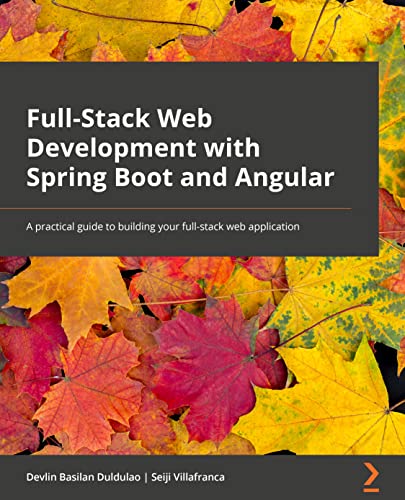 Full-Stack Web
Development with
Spring Boot and Angular
A practical guide to building your full-stack web application
Devlin Basilan Duldulao | Seiji Villafranca